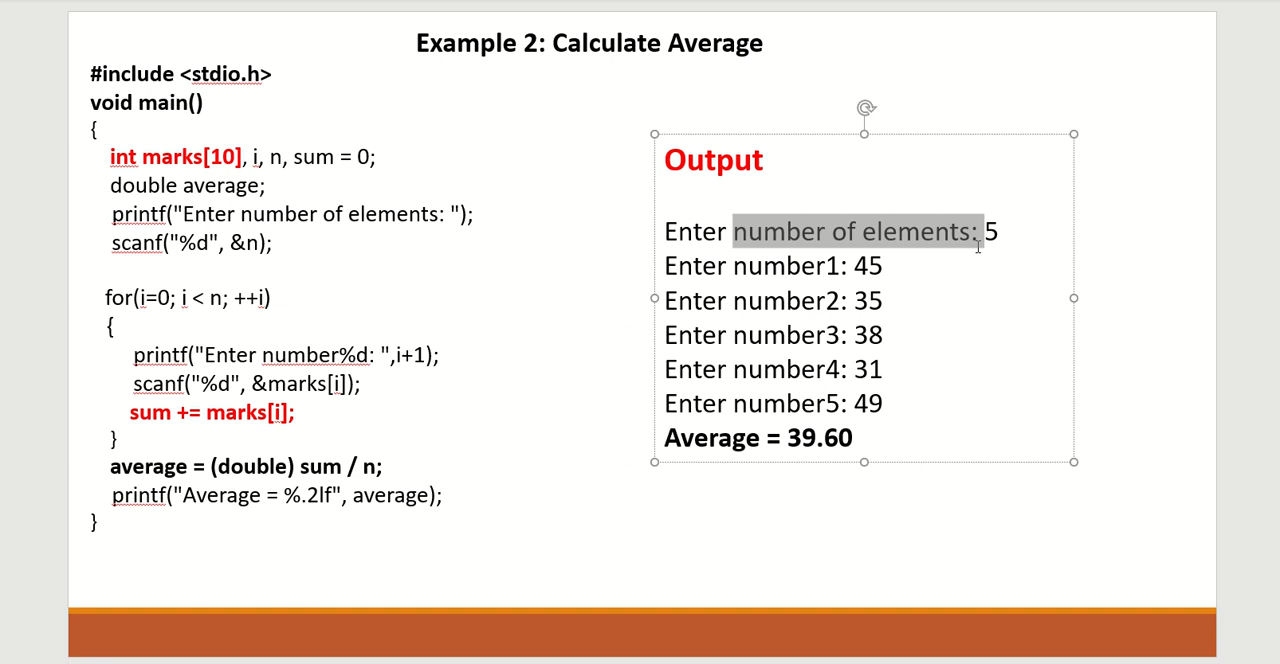 Example 2: Calculate Average
#include <stdio.h>
void main()
{
int marks[10], i, n, sum = 0;
double average;
printf("Enter number of elements: ");
scanf("%d", &n);
for(i=0; i < n; ++i)
{
printf("Enter number%d: ",i+1);
scanf("%d", &marks[i]);
sum += marks[i];
}
average = (double) sum / n;
printf("Average = %.2lf", average);
}
Output
Enter number of elements: 5
Enter number1: 45
Enter number2: 35
Enter number3: 38
Enter number4: 31
Enter number5: 49
Average = 39.60